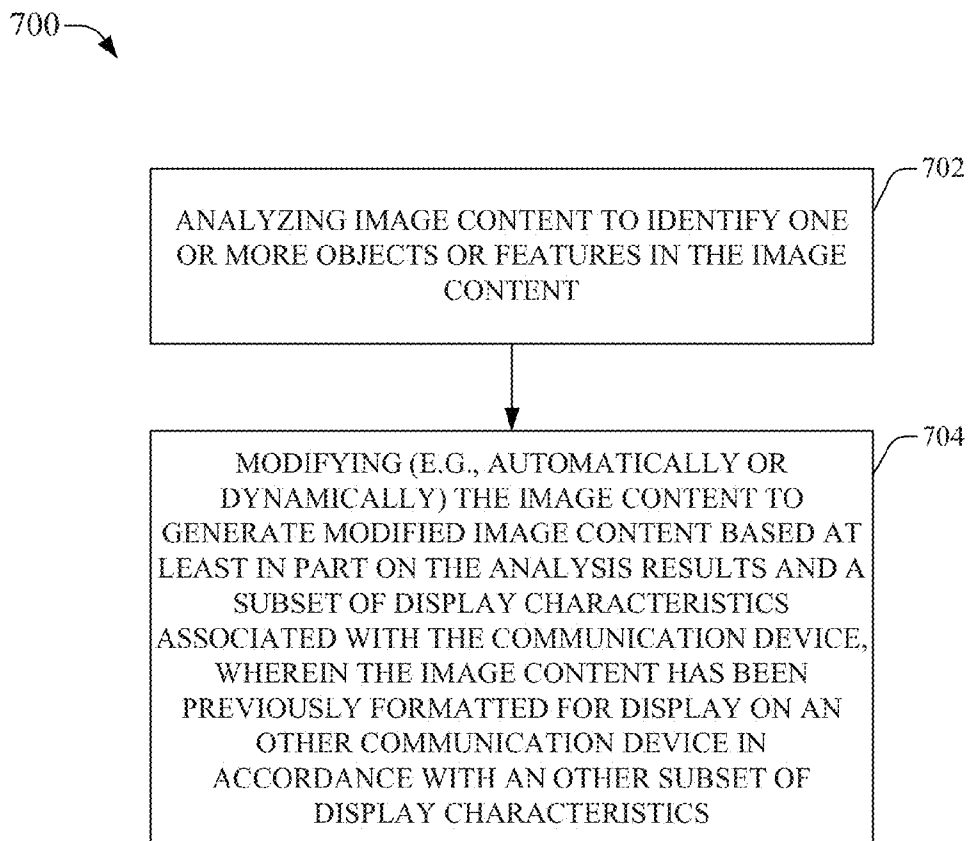 700
702
ANALYZING IMAGE CONTENT TO IDENTIFY ONE
OR MORE OBJECTS OR FEATURES IN THE IMAGE
CONTENT
704
MODIFYING (E.G., AUTOMATICALLY OR
DYNAMICALLY) THE IMAGE CONTENT TO
GENERATE MODIFIED IMAGE CONTENT BASED AT
LEAST IN PART ON THE ANALYSIS RESULTS AND A
SUBSET OF DISPLAY CHARACTERISTICS
ASSOCIATED WITH THE COMMUNICATION DEVICE,
WHEREIN THE IMAGE CONTENT HAS BEEN
PREVIOUSLY FORMATTED FOR DISPLAY ON AN
OTHER COMMUNICATION DEVICE IN
ACCORDANCE WITH AN OTHER SUBSET OF
DISPLAY CHARACTERISTICS